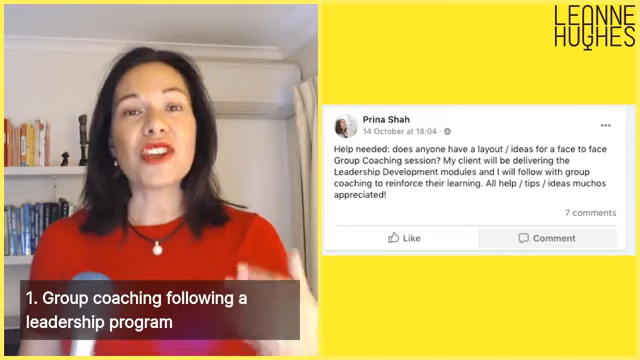 LEANNE
HUGHES
Prina Shah
14 October at 18:04 ·
Help needed: does anyone have a layout / ideas for a face to face
Group Coaching session? My client will be delivering the
Leadership Development modules and I will follow with group
coaching to reinforce their learning. All help / tips / ideas muchos
appreciated!
7 comments
Like
Comment
1. Group coaching following a
leadership program